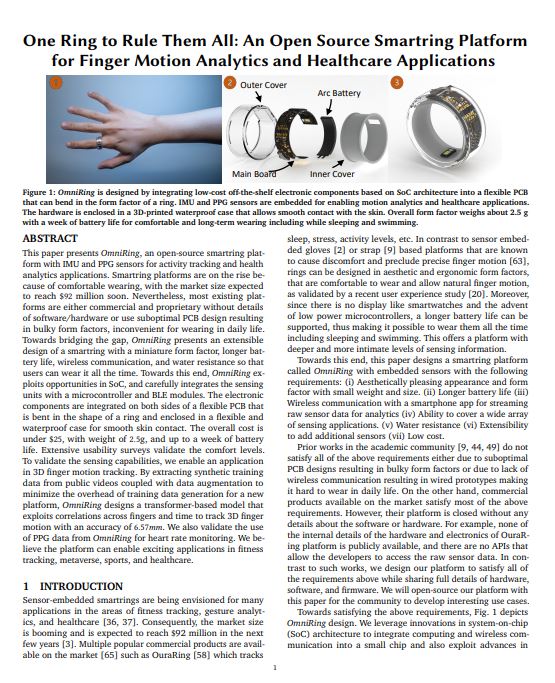 One Ring to Rule Them All: An Open Source Smartring Platform
for Finger Motion Analytics and Healthcare Applications
1
2
Outer Cover
Arc Battery
Main Board
Inner Cover
3
Figure 1: OmniRing is designed by integrating low-cost off-the-shelf electronic components based on SoC architecture into a flexible PCB
that can bend in the form factor of a ring. IMU and PPG sensors are embedded for enabling motion analytics and healthcare applications.
The hardware is enclosed in a 3D-printed waterproof case that allows smooth contact with the skin. Overall form factor weighs about 2.5 g
with a week of battery life for comfortable and long-term wearing including while sleeping and swimming.
ABSTRACT
This paper presents OmniRing, an open-source smartring plat-
form with IMU and PPG sensors for activity tracking and health
analytics applications. Smartring platforms are on the rise be-
cause of comfortable wearing, with the market size expected
to reach $92 million soon. Nevertheless, most existing plat-
forms are either commercial and proprietary without details
of software/hardware or use suboptimal PCB design resulting
in bulky form factors, inconvenient for wearing in daily life.
Towards bridging the gap, OmniRing presents an extensible
design of a smartring with a miniature form factor, longer bat-
tery life, wireless communication, and water resistance so that
users can wear it all the time. Towards this end, OmniRing ex-
ploits opportunities in SoC, and carefully integrates the sensing
units with a microcontroller and BLE modules. The electronic
components are integrated on both sides of a flexible PCB that
is bent in the shape of a ring and enclosed in a flexible and
waterproof case for smooth skin contact. The overall cost is
under $25, with weight of 2.5g, and up to a week of battery
life. Extensive usability surveys validate the comfort levels.
To validate the sensing capabilities, we enable an application
in 3D finger motion tracking. By extracting synthetic training
data from public videos coupled with data augmentation to
minimize the overhead of training data generation for a new
platform, OmniRing designs a transformer-based model that
exploits correlations across fingers and time to track 3D finger
motion with an accuracy of 6.57mm. We also validate the use
of PPG data from OmniRing for heart rate monitoring. We be-
lieve the platform can enable exciting applications in fitness
tracking, metaverse, sports, and healthcare.
1 INTRODUCTION
Sensor-embedded smartrings are being envisioned for many
applications in the areas of fitness tracking, gesture analyt-
ics, and healthcare [36, 37]. Consequently, the market size
is booming and is expected to reach $92 million in the next
few years [3]. Multiple popular commercial products are avail-
able on the market [65] such as OuraRing [58] which tracks
sleep, stress, activity levels, etc. In contrast to sensor embed-
ded gloves [2] or strap [9] based platforms that are known
to cause discomfort and preclude precise finger motion [63],
rings can be designed in aesthetic and ergonomic form factors,
that are comfortable to wear and allow natural finger motion,
as validated by a recent user experience study [20]. Moreover,
since there is no display like smartwatches and the advent
of low power microcontrollers, a longer battery life can be
supported, thus making it possible to wear them all the time
including sleeping and swimming. This offers a platform with
deeper and more intimate levels of sensing information.
Towards this end, this paper designs a smartring platform
called OmniRing with embedded sensors with the following
requirements: (i) Aesthetically pleasing appearance and form
factor with small weight and size. (ii) Longer battery life (iii)
Wireless communication with a smartphone app for streaming
raw sensor data for analytics (iv) Ability to cover a wide array
of sensing applications. (v) Water resistance (vi) Extensibility
to add additional sensors (vii) Low cost.
Prior works in the academic community [9, 44, 49] do not
satisfy all of the above requirements either due to suboptimal
PCB designs resulting in bulky form factors or due to lack of
wireless communication resulting in wired prototypes making
it hard to wear in daily life. On the other hand, commercial
products available on the market satisfy most of the above
requirements. However, their platform is closed without any
details about the software or hardware. For example, none of
the internal details of the hardware and electronics of OuraR-
ing platform is publicly available, and there are no APIs that
allow the developers to access the raw sensor data. In con-
trast to such works, we design our platform to satisfy all of
the requirements above while sharing full details of hardware,
software, and firmware. We will open-source our platform with
this paper for the community to develop interesting use cases.
Towards satisfying the above requirements, Fig. 1 depicts
OmniRing design. We leverage innovations in system-on-chip
(SoC) architecture to integrate computing and wireless com-
munication into a small chip and also exploit advances in
1